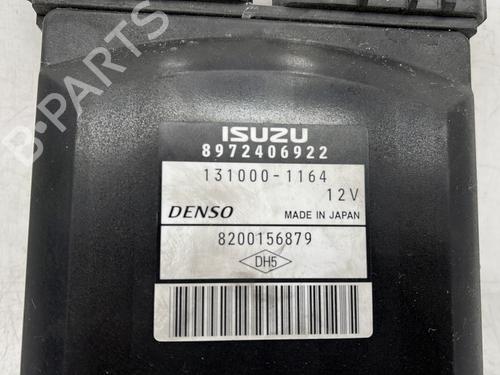 ISUZU
8972406922
131000-1164
12V
DENSO MADE IN JAPAN
8200156879
DH5
B-PARTS